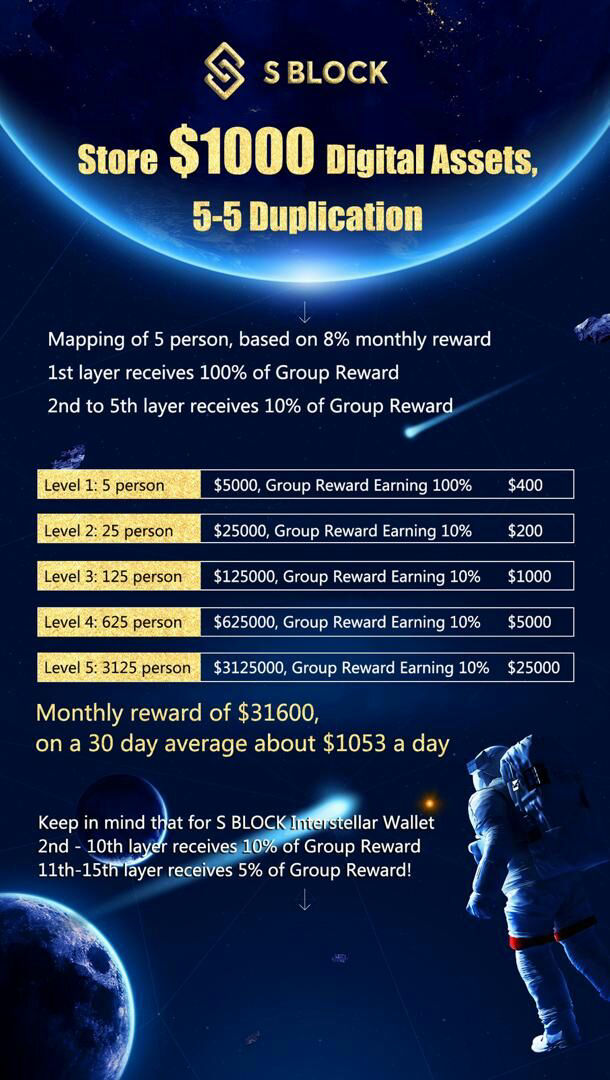 S BLOCK
Store $1000 Digital Assets,
5-5 Duplication
Mapping of 5 person, based on 8% monthly reward
1st layer receives 100% of Group Reward
2nd to 5th layer receives 10% of Group Reward
Level 1: 5 person $5000, Group Reward Earning 100% $400
Level 2: 25 person $25000, Group Reward Earning 10% $200
Level 3: 125 person $125000, Group Reward Earning 10% $1000
Level 4: 625 person $625000, Group Reward Earning 10% $5000
Level 5: 3125 person $3125000, Group Reward Earning 10% $25000
Monthly reward of $31600,
on a 30 day average about $1053 a day
Keep in mind that for S BLOCK Interstellar Wallet
2nd - 10th layer receives 10% of Group Reward
11th-15th layer receives 5% of Group Reward!